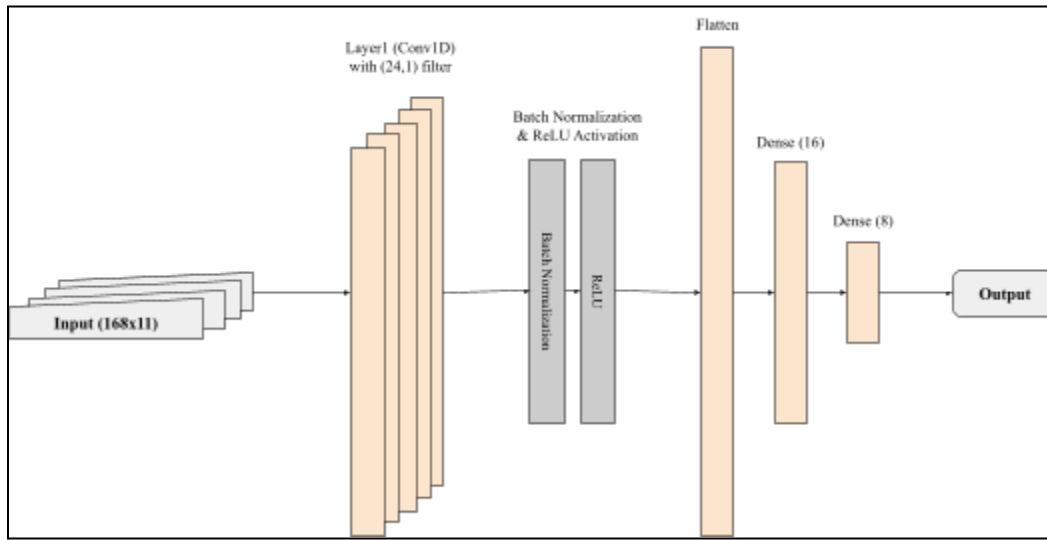 Input (168x11)
Layer1 (Conv1D)
with (24,1) filter
Batch Normalization
& ReLU Activation
Batch Normalization
ReLU
Flatten
Dense (16)
Dense (8)
Output